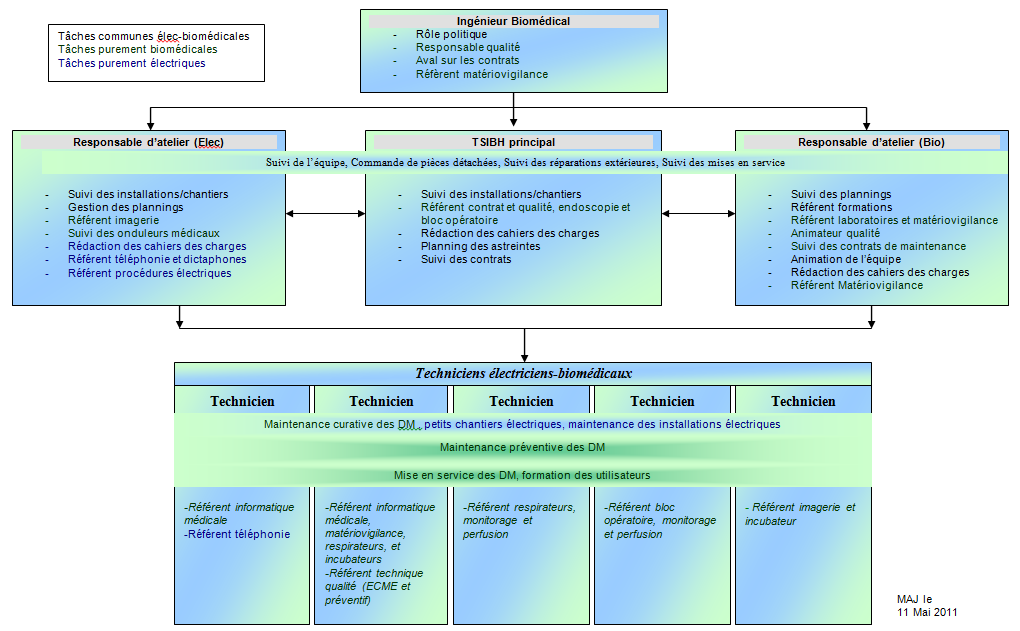 Ingénieur Biomédical
- Rôle politique
- Responsable qualité
- Aval sur les contrats
- Réfèrent matériovigilance
Tâches communes élec-biomédicales
Tâches purement biomédicales
Tâches purement électriques
Responsable d'atelier (Elec)
TSIBH principal
Responsable d'atelier (Bio)
Suivi de l'équipe, Commande de pièces détachées, Suivi des réparations extérieures, Suivi des mises en service
- Suivi des installations/chantiers
- Gestion des plannings
- Référent imagerie
- Suivi des onduleurs médicaux
- Rédaction des cahiers des charges
- Référent téléphonie et dictaphones
- Référent procédures électriques
- Suivi des installations/chantiers
- Référent contrat et qualité, endoscopie et
bloc opératoire
- Rédaction des cahiers des charges
- Planning des astreintes
- Suivi des contrats
- Suivi des plannings
- Référent formations
- Référent laboratoires et matériovigilance
- Animateur qualité
- Suivi des contrats de maintenance
- Animation de l'équipe
- Rédaction des cahiers des charges
- Référent Matériovigilance
Techniciens électriciens-biomédicaux
Technicien
Technicien
Technicien
Technicien
Technicien
Maintenance curative des DM , petits chantiers électriques, maintenance des installations électriques
Maintenance préventive des DM
Mise en service des DM, formation des utilisateurs
-Référent informatique
médicale
-Référent téléphonie
-Référent informatique
médicale,
matériovigilance,
respirateurs, et
incubateurs
-Référent technique
qualité (ECME et
préventif)
-Référent respirateurs,
monitorage et
perfusion
-Référent bloc
opératoire, monitorage
et perfusion
- Référent imagerie et
incubateur
MAJ le
11 Mai 2011